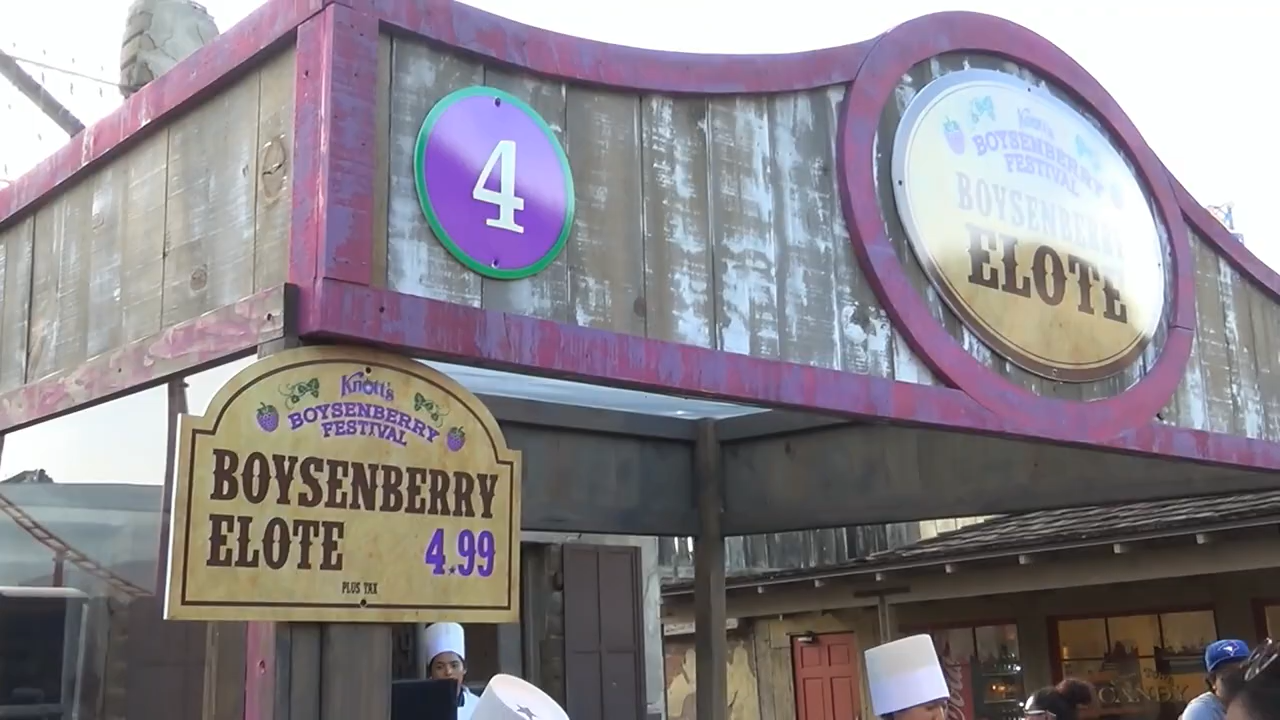 4
Knott's
BOYSENBERRY
FESTIVAL
BOYSENBERRY
ELOTE
Knott's
BOYSENBERRY
FESTIVAL
BOYSENBERRY
ELOTE
4.99
PLUS TAX
CANDY